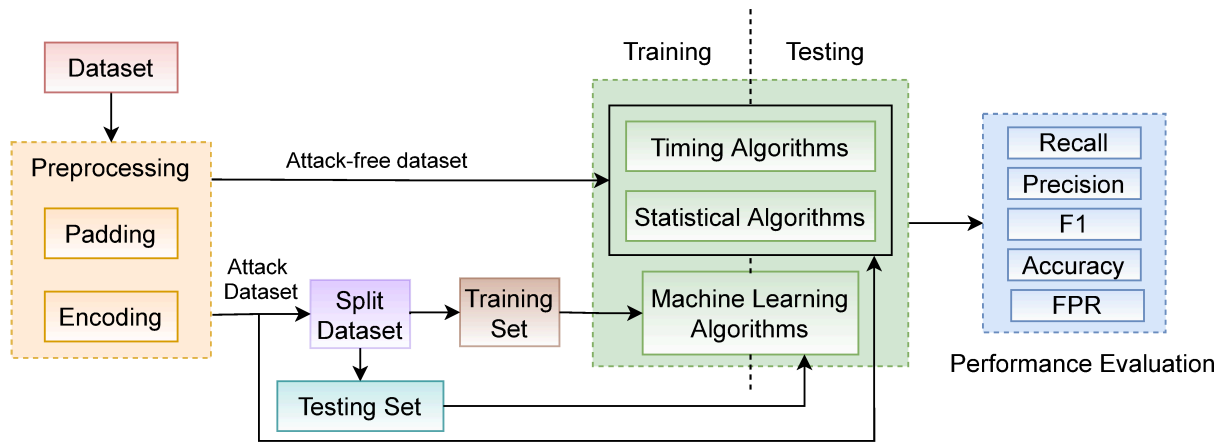 Training
Testing
Dataset
Preprocessing
Padding
Encoding
Attack-free dataset
Attack
Dataset
Split
Dataset
Training
Set
Testing Set
Timing Algorithms
Statistical Algorithms
Machine Learning
Algorithms
Recall
Precision
F1
Accuracy
FPR
Performance Evaluation